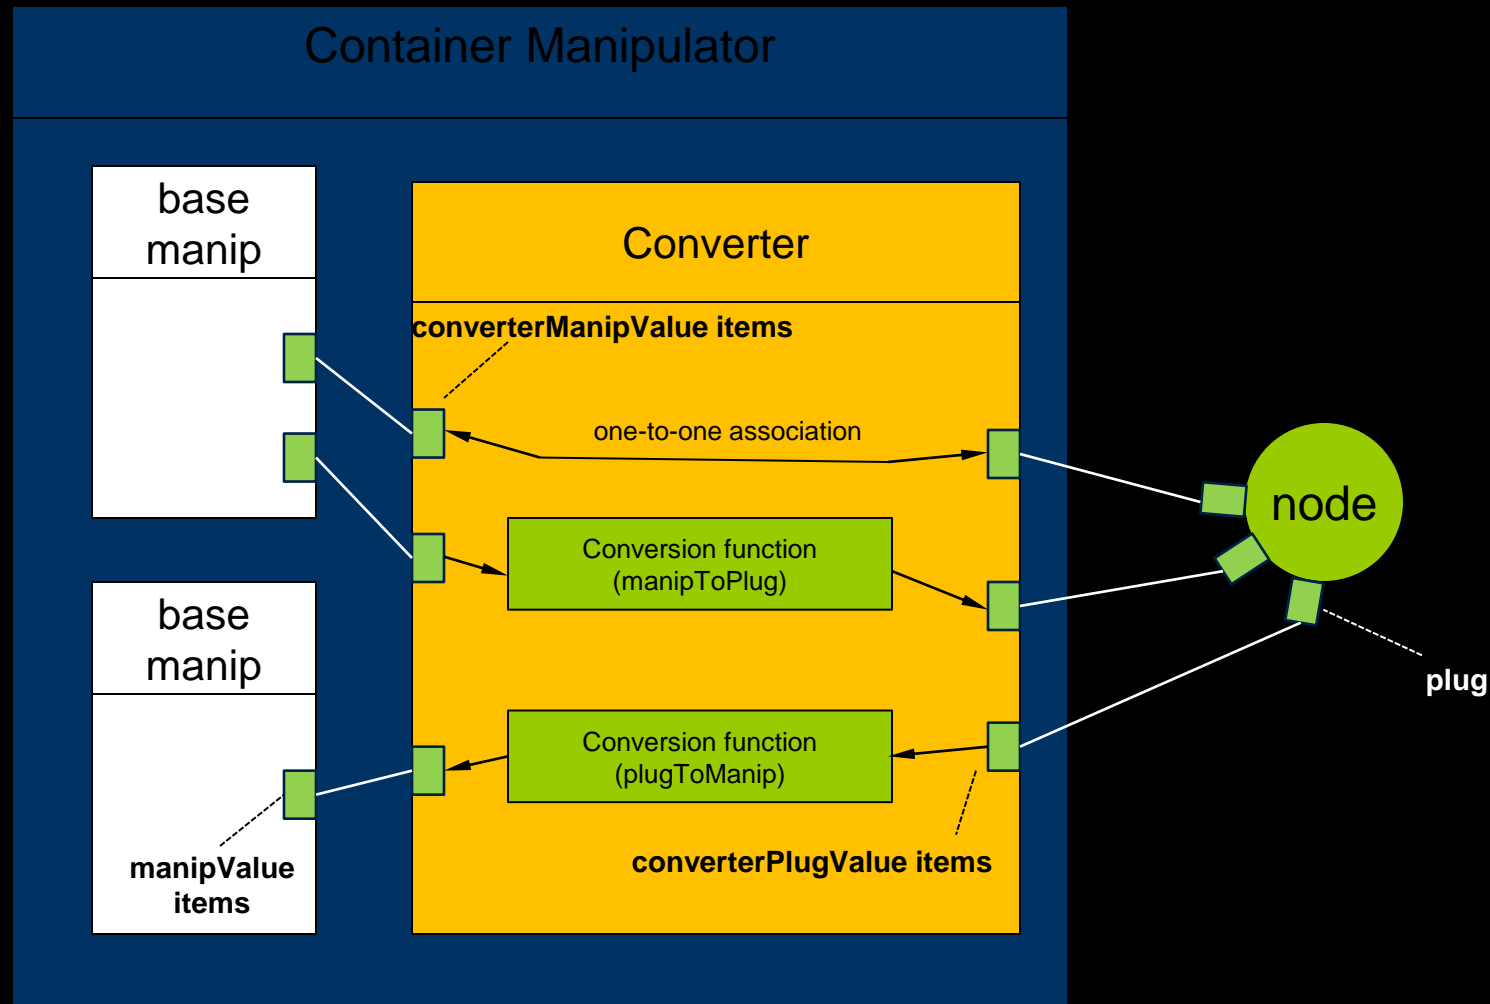 Container Manipulator
base
manip
Converter
converterManipValue items
one-to-one association
node
Conversion function
(manipToPlug)
base
manip
plug
Conversion function
(plugToManip)
manipValue
items
converterPlugValue items